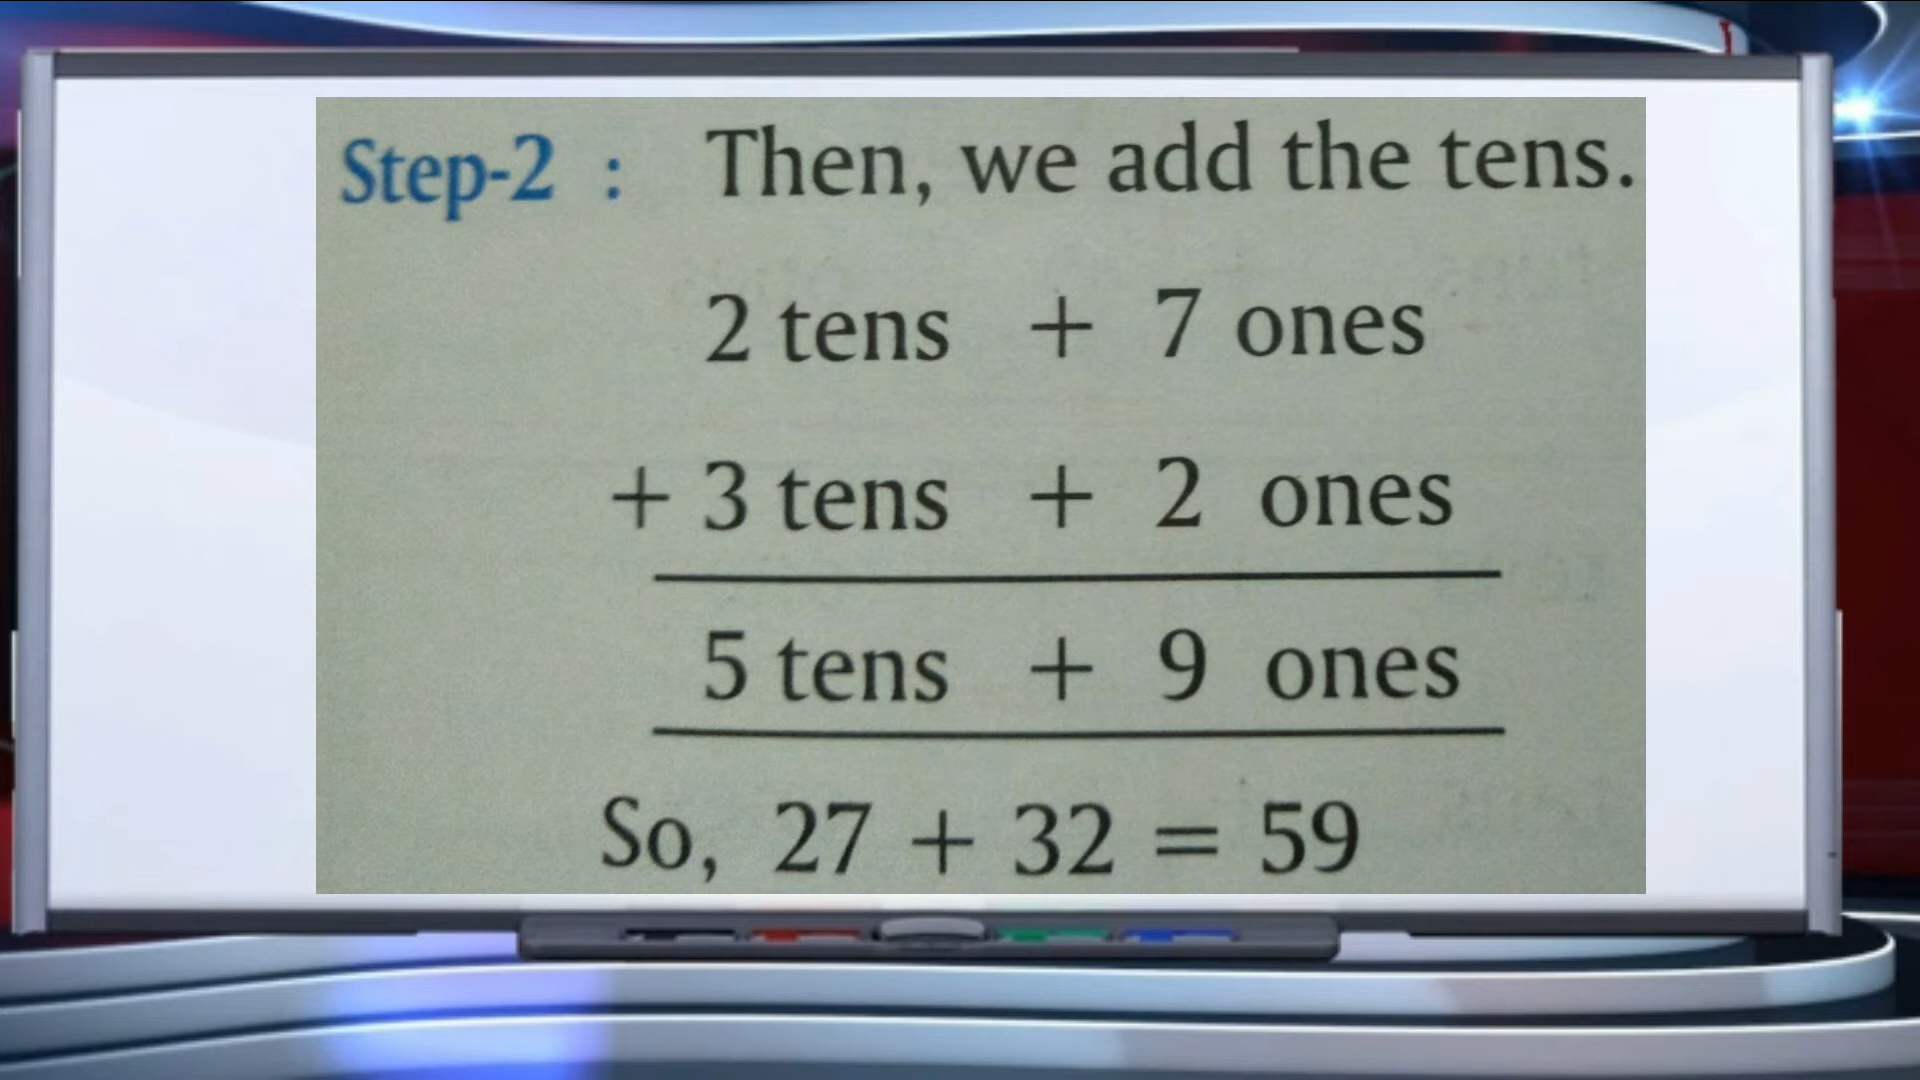 Step-2 : Then, we add the tens.
2 tens + 7 ones
+ 3 tens + 2 ones
5 tens + 9 ones
So, 27 + 32 = 59